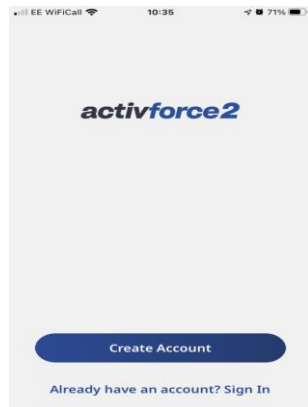 EE WiFiCall 10:35 71%
activforce2
Create Account
Already have an account? Sign In